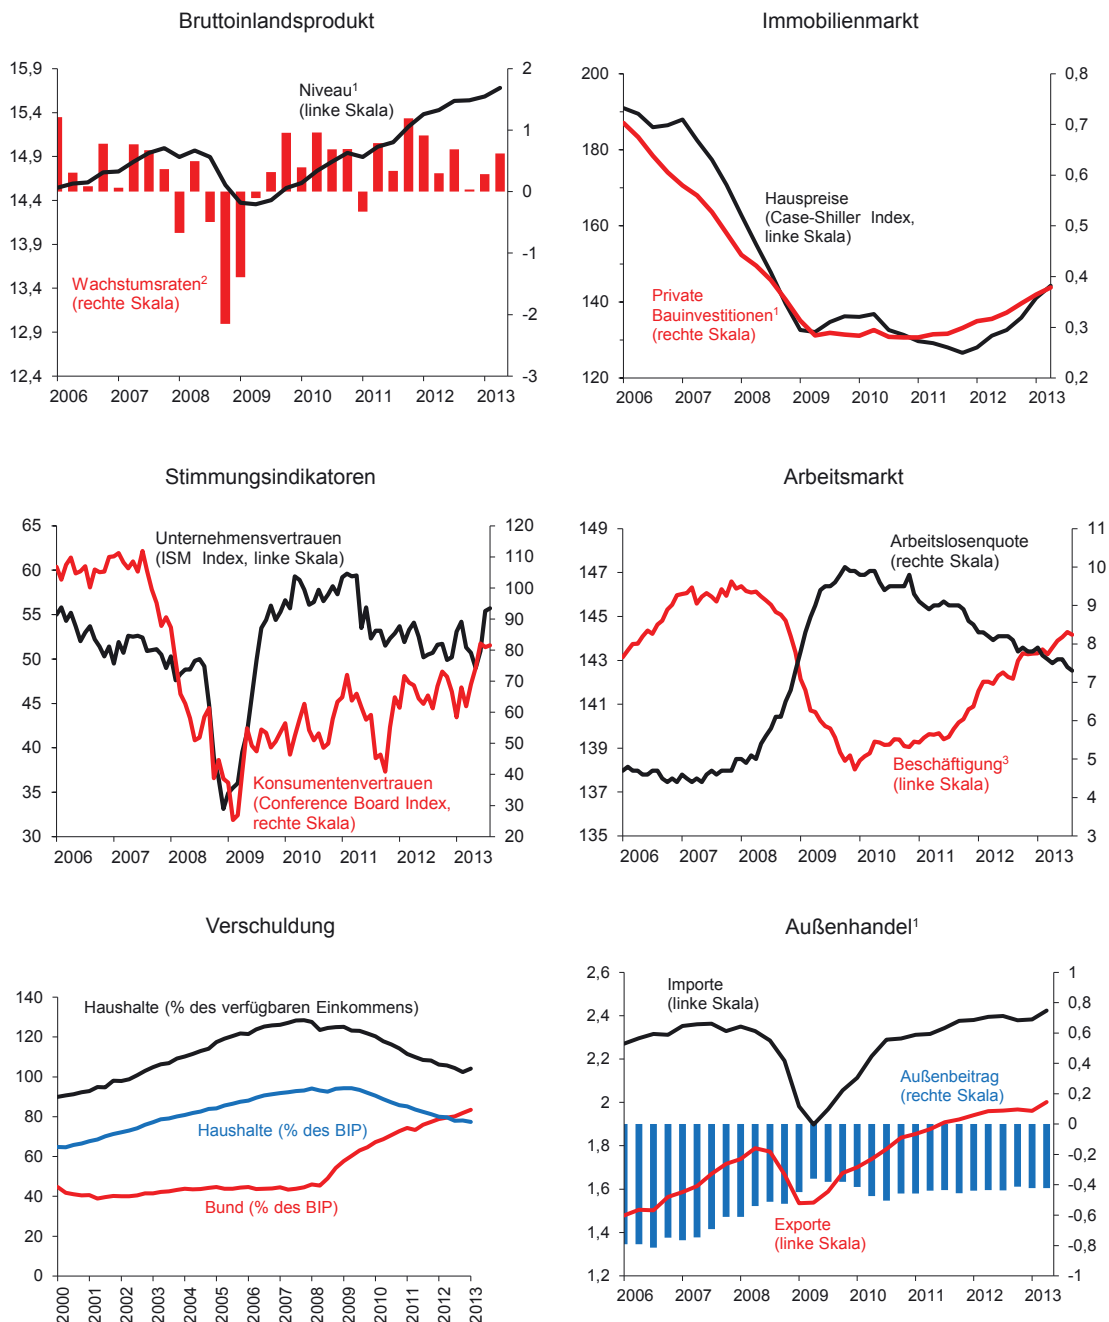 Bruttoinlandsprodukt
15,9
15,4
14,9
14,4
13,9
13,4
12,9
12,4
2
1
0
-1
-2
-3
Niveau¹
(linke Skala)
Wachstumsraten²
(rechte Skala)
2006 2007 2008 2009 2010 2011 2012 2013
Immobilienmarkt
200
180
160
140
120
0,8
0,7
0,6
0,5
0,4
0,3
0,2
Hauspreise
(Case-Shiller Index,
linke Skala)
Private
Bauinvestitionen¹
(rechte Skala)
2006 2007 2008 2009 2010 2011 2012 2013
Stimmungsindikatoren
65
60
55
50
45
40
35
30
120
110
100
90
80
70
60
50
40
30
20
Unternehmensvertrauen
(ISM Index, linke Skala)
Konsumentenvertrauen
(Conference Board Index,
rechte Skala)
2006 2007 2008 2009 2010 2011 2012 2013
Arbeitsmarkt
149
147
145
143
141
139
137
135
11
10
9
8
7
6
5
4
3
Arbeitslosenquote
(rechte Skala)
Beschäftigung³
(linke Skala)
2006 2007 2008 2009 2010 2011 2012 2013
Verschuldung
140
120
100
80
60
40
20
0
Haushalte (% des verfügbaren Einkommens)
Haushalte (% des BIP)
Bund (% des BIP)
2000 2001 2002 2003 2004 2005 2006 2007 2008 2009 2010 2011 2012 2013
Außenhandel¹
2,6
2,4
2,2
2
1,8
1,6
1,4
1,2
1
0,8
0,6
0,4
0,2
0
-0,2
-0,4
-0,6
-0,8
-1
Importe
(linke Skala)
Außenbeitrag
(rechte Skala)
Exporte
(linke Skala)
2006 2007 2008 2009 2010 2011 2012 2013